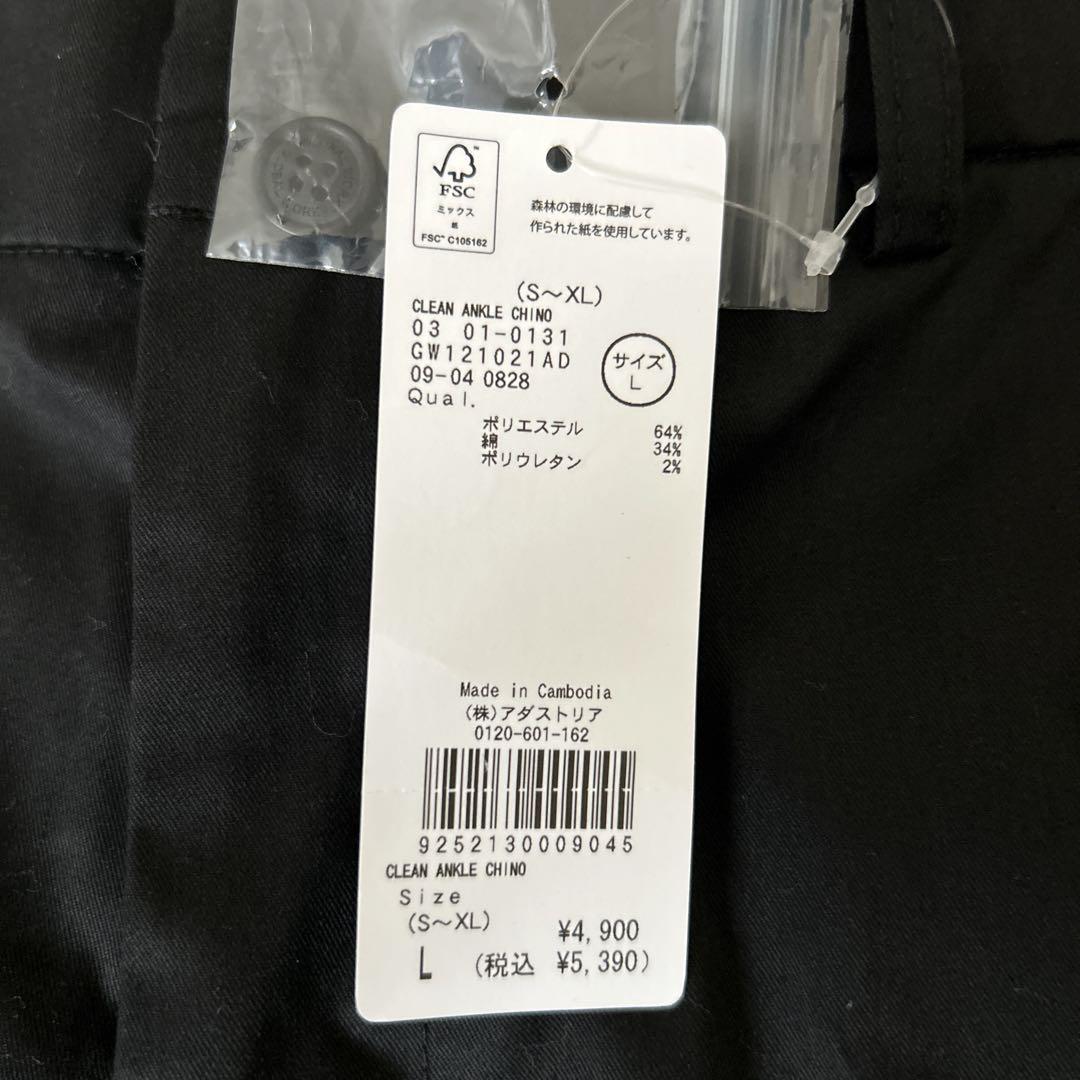 FSC™
ミックス
紙
FSC™ C105162
森林の環境に配慮して
作られた紙を使用しています。
(S～XL)
CLEAN ANKLE CHINO
03 01-0131
GW121021AD
09-04 0828
サイズ
L
Qual.
ポリエステル 64%
綿 34%
ポリウレタン 2%
Made in Cambodia
(株)アダストリア
0120-601-162
9252130009045
CLEAN ANKLE CHINO
Size
(S～XL)
¥4,900
L (税込 ¥5,390)